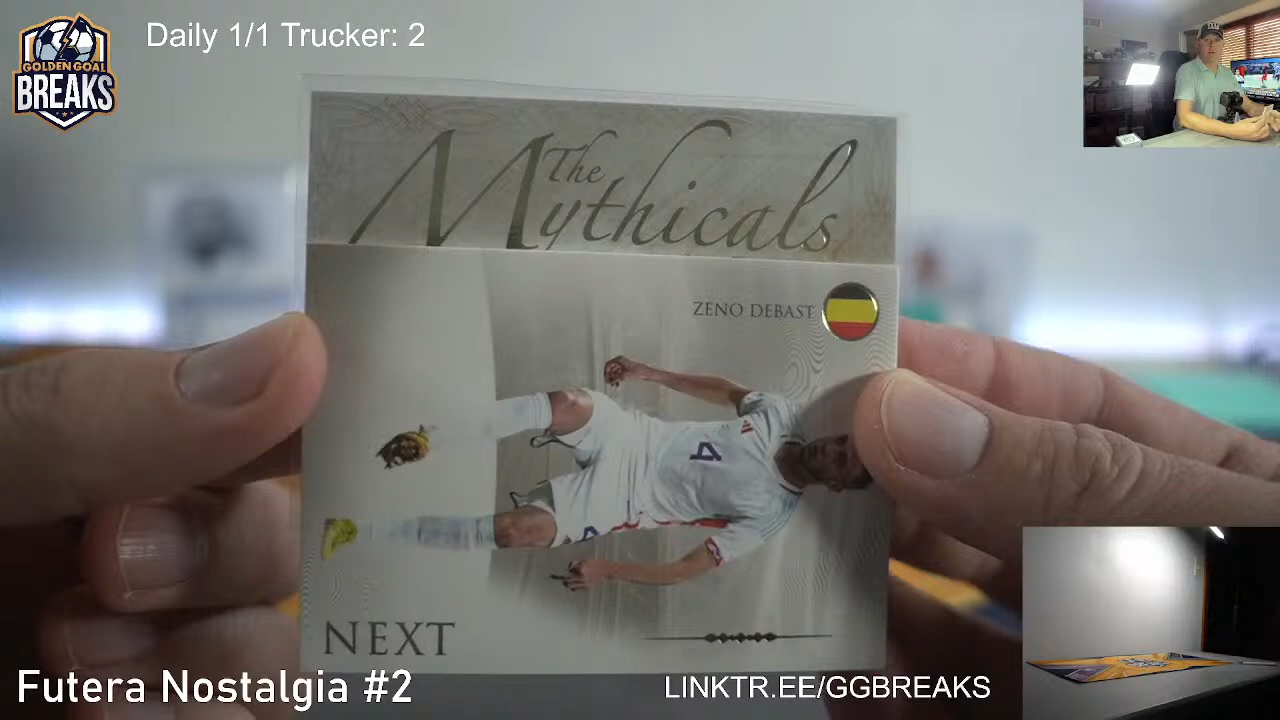 GOLDEN GOAL
BREAKS
Daily 1/1 Trucker: 2
The
Mythicals
ZENO DEBAST
4
NEXT
Futera Nostalgia #2
LINKTR.EE/GGBREAKS